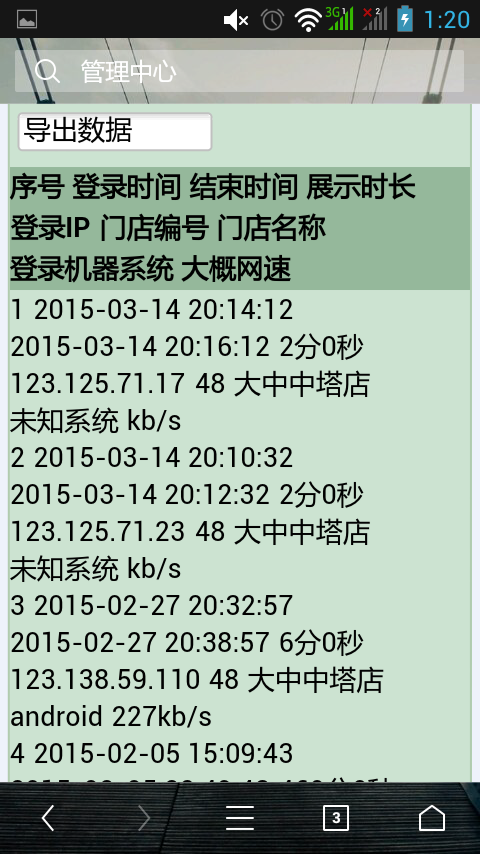 3G 1 2 1:20
管理中心
导出数据
序号 登录时间 结束时间 展示时长
登录IP 门店编号 门店名称
登录机器系统 大概网速
1 2015-03-14 20:14:12
2015-03-14 20:16:12 2分0秒
123.125.71.17 48 大中中塔店
未知系统 kb/s
2 2015-03-14 20:10:32
2015-03-14 20:12:32 2分0秒
123.125.71.23 48 大中中塔店
未知系统 kb/s
3 2015-02-27 20:32:57
2015-02-27 20:38:57 6分0秒
123.138.59.110 48 大中中塔店
android 227kb/s
4 2015-02-05 15:09:43
3